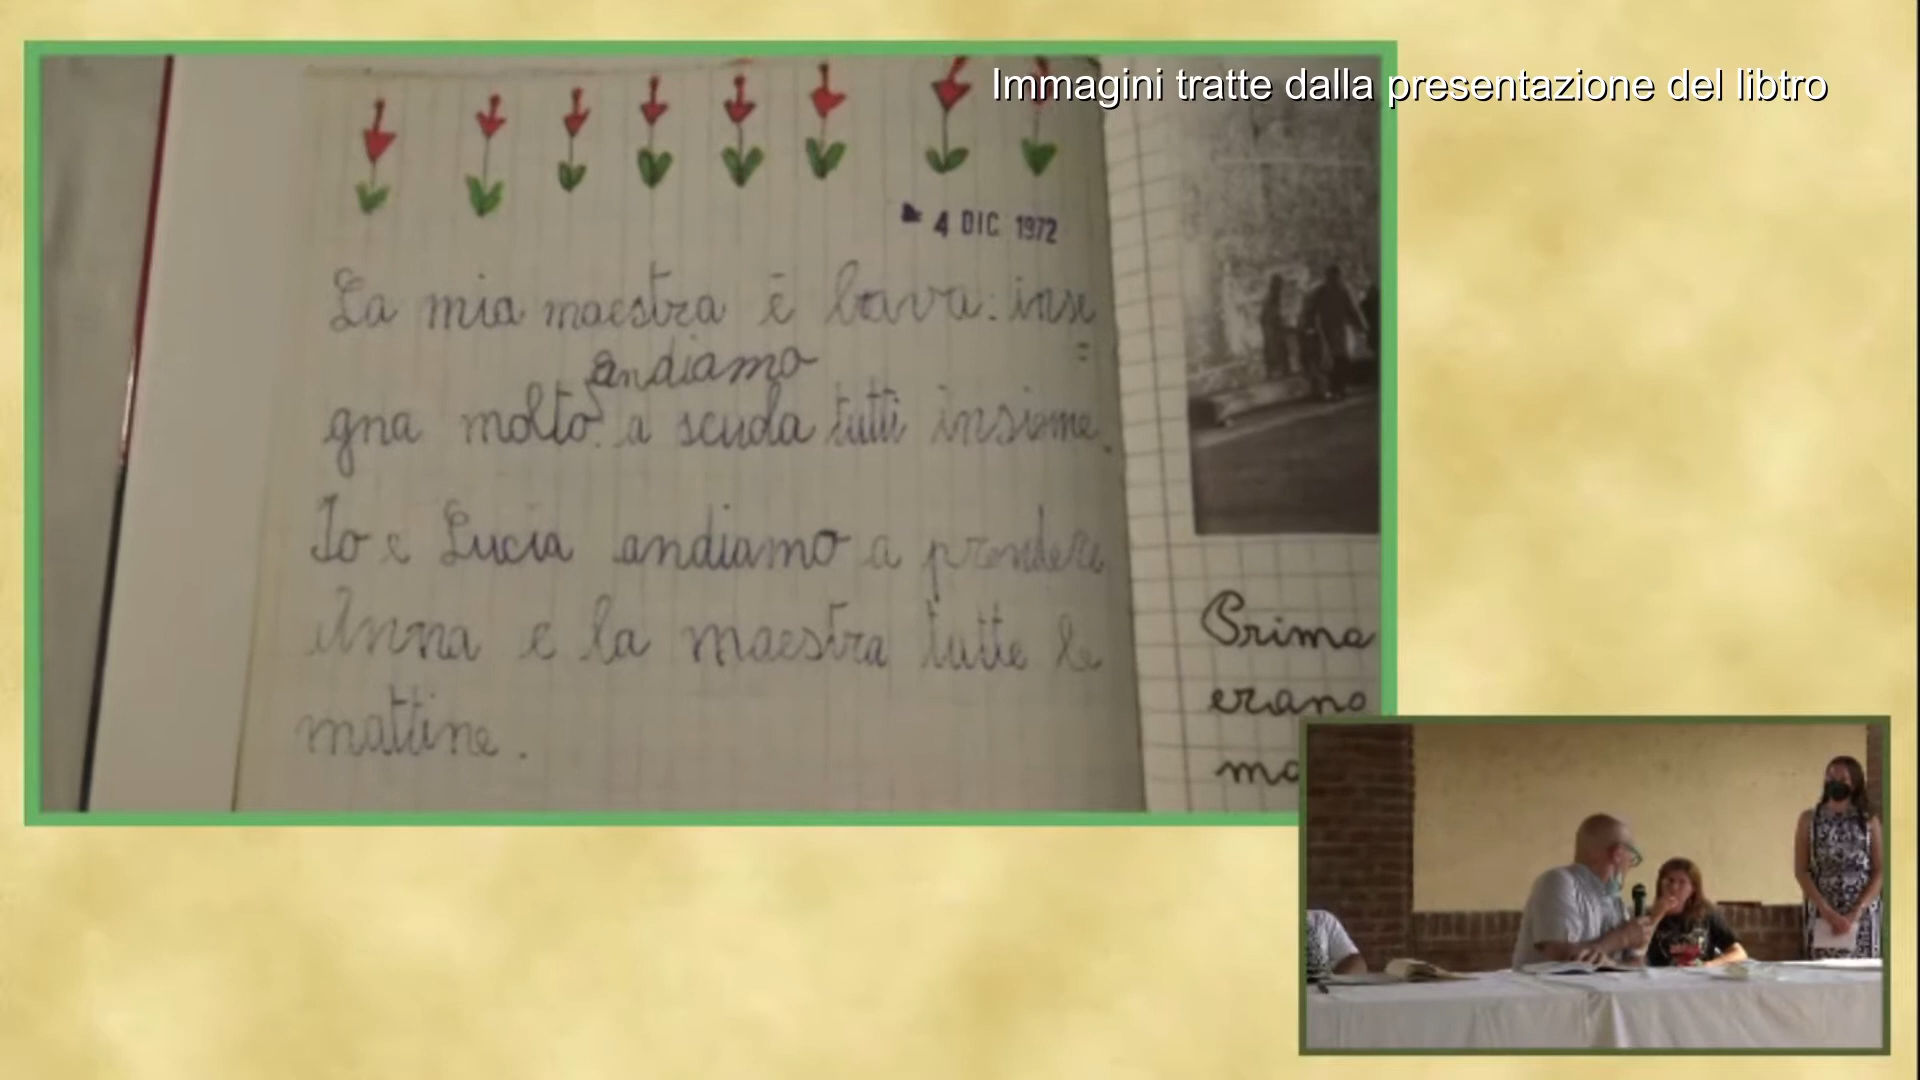 Immagini tratte dalla presentazione del libtro
4 DIC 1972
La mia maestra è brava: inse
=
andiamo
gna molto. a scuola tutti insieme.
Io e Lucia andiamo a prendere
Anna e la maestra tutte le
mattine.
Prima
erano